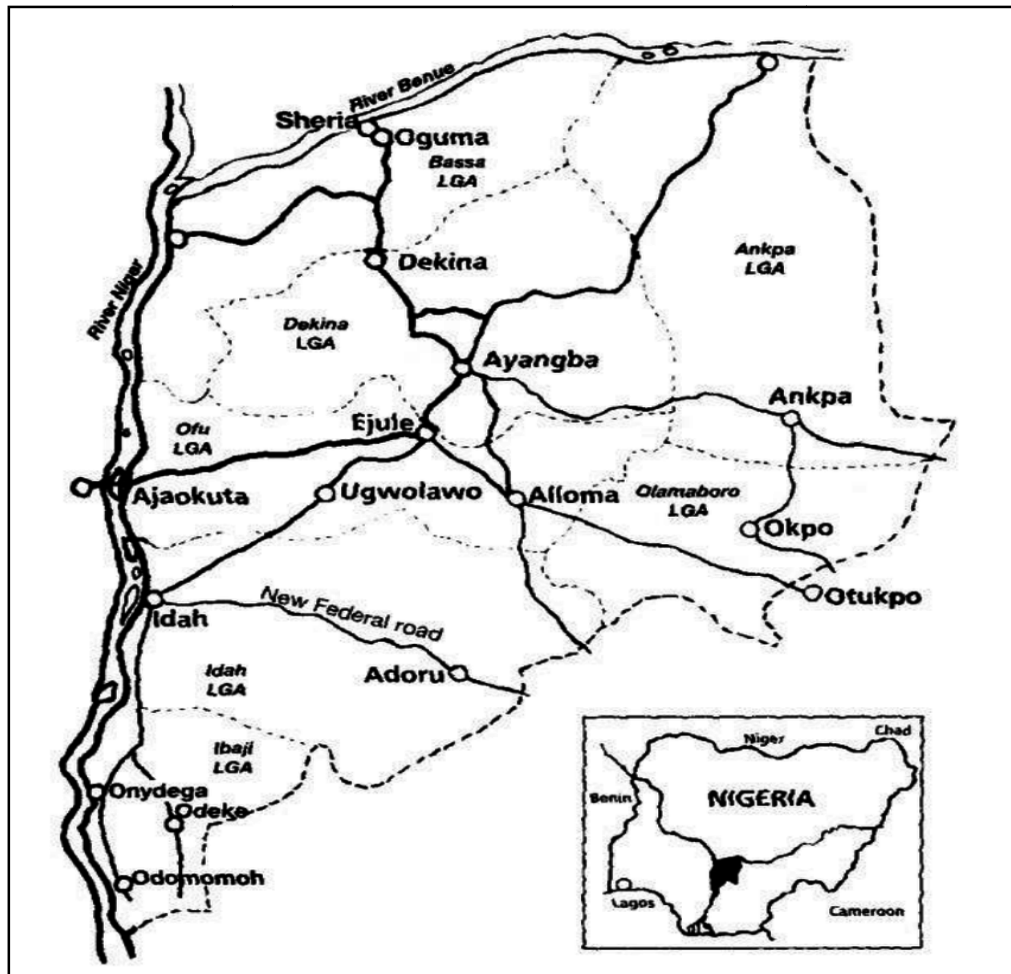 River Benue
Sheria
Oguma
Bassa
LGA
Ankpa
LGA
Dekina
River Niger
Dekina
LGA
Ayangba
Ankpa
Ofu
LGA
Ejule
Ajaokuta
Ugwolawo
Alloma
Olamaboro
LGA
Okpo
Otukpo
Idah
New Federal road
Adoru
Idah
LGA
Ibaji
LGA
Onydega
Odeke
Odomomoh
Niger
Chad
Benin
NIGERIA
Lagos
Cameroon